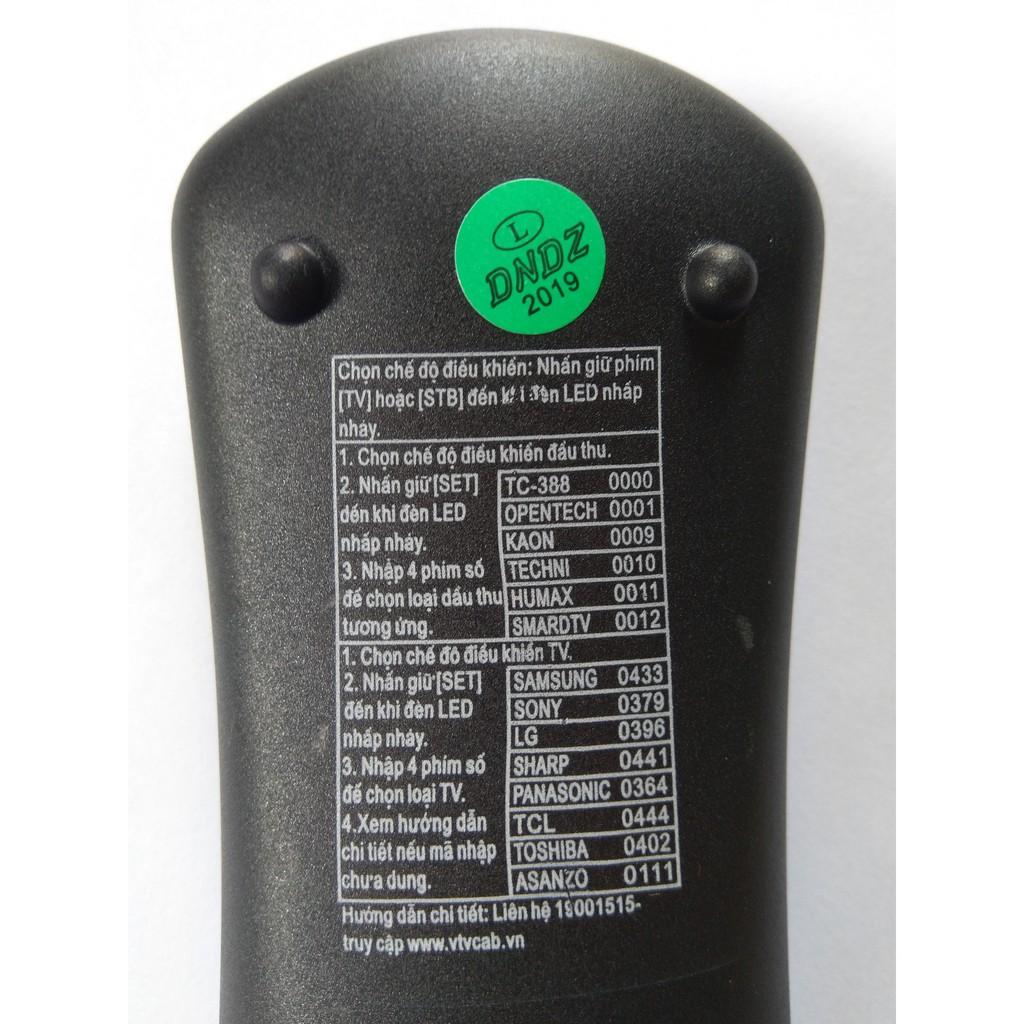 L
DNDZ
2019
Chọn chế độ điều khiển: Nhấn giữ phím
[TV] hoặc [STB] đến khi đèn LED nhấp
nháy.
1. Chọn chế độ điều khiển đầu thu.
2. Nhấn giữ[SET]
đến khi đèn LED
nhấp nháy.
3. Nhập 4 phím số
để chọn loại dầu thu
tương ứng.
TC-388 0000
OPENTECH 0001
KAON 0009
TECHNI 0010
HUMAX 0011
SMARDTV 0012
1. Chọn chế đô điều khiển TV.
2. Nhấn giữ[SET]
đến khi đèn LED
nhấp nháy.
3. Nhập 4 phím số
để chọn loại TV.
4.Xem hướng dẫn
chi tiết nếu mã nhập
chưa dung.
SAMSUNG 0433
SONY 0379
LG 0396
SHARP 0441
PANASONIC 0364
TCL 0444
TOSHIBA 0402
ASANZO 0111
Hướng dẫn chi tiết: Liên hệ 19001515-
truy cập www.vtvcab.vn